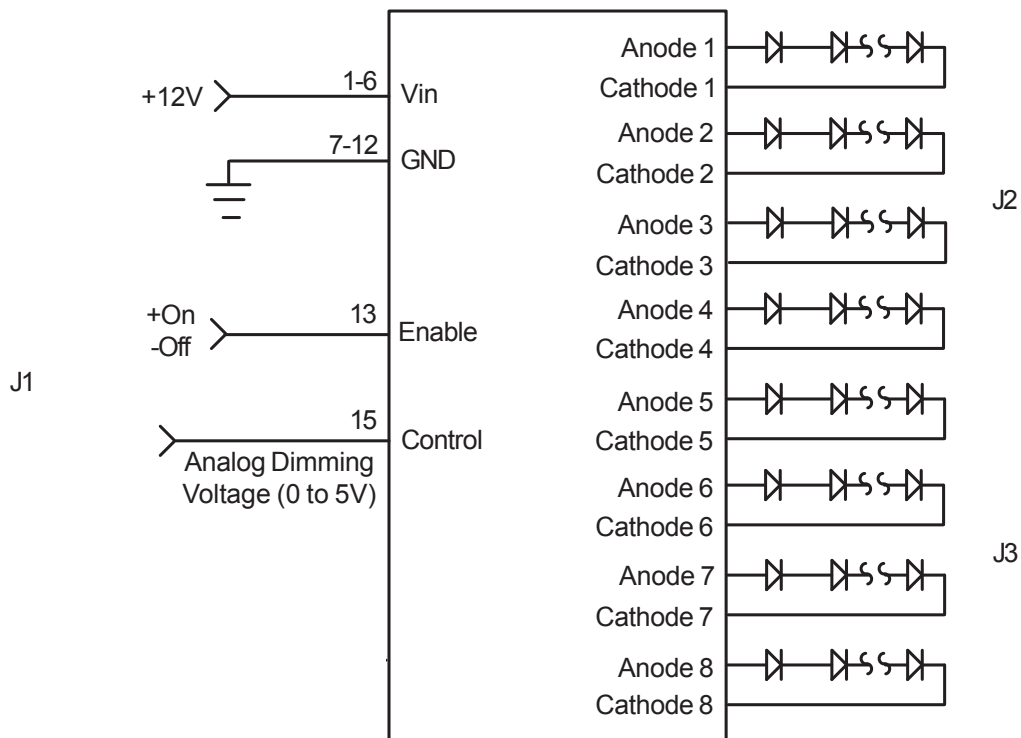 +12V
1-6
Vin
7-12
GND
+On
-Off
13
Enable
J1
15
Control
Analog Dimming
Voltage (0 to 5V)
Anode 1
Cathode 1
Anode 2
Cathode 2
Anode 3
Cathode 3
Anode 4
Cathode 4
J2
Anode 5
Cathode 5
Anode 6
Cathode 6
Anode 7
Cathode 7
Anode 8
Cathode 8
J3